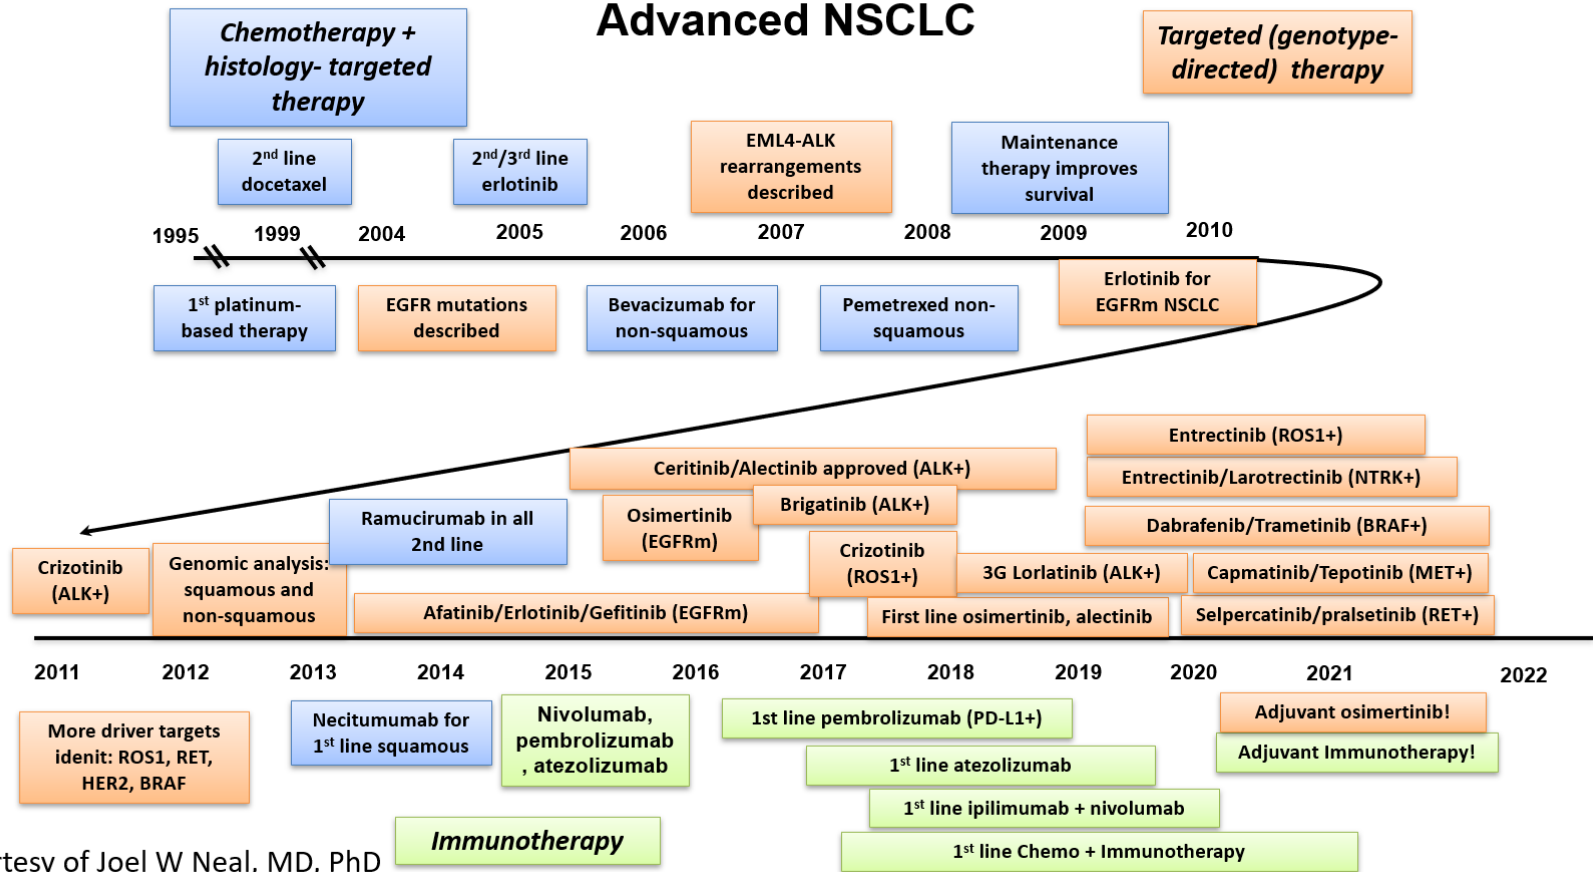 Advanced NSCLC
Chemotherapy +
histology- targeted
therapy
Targeted (genotype-
directed) therapy
2nd line
docetaxel
2nd/3rd line
erlotinib
EML4-ALK
rearrangements
described
Maintenance
therapy improves
survival
1995
1999
2004
2005
2006
2007
2008
2009
2010
1st platinum-
based therapy
EGFR mutations
described
Bevacizumab for
non-squamous
Pemetrexed non-
squamous
Erlotinib for
EGFRm NSCLC
Entrectinib (ROS1+)
Ceritinib/Alectinib approved (ALK+)
Entrectinib/Larotrectinib (NTRK+)
Ramucirumab in all
2nd line
Osimertinib
(EGFRm)
Brigatinib (ALK+)
Dabrafenib/Trametinib (BRAF+)
Crizotinib
(ALK+)
Genomic analysis:
squamous and
non-squamous
Crizotinib
(ROS1+)
3G Lorlatinib (ALK+)
Capmatinib/Tepotinib (MET+)
Afatinib/Erlotinib/Gefitinib (EGFRm)
First line osimertinib, alectinib
Selpercatinib/pralsetinib (RET+)
2011
2012
2013
2014
2015
2016
2017
2018
2019
2020
2021
2022
More driver targets
idenit: ROS1, RET,
HER2, BRAF
Necitumumab for
1st line squamous
Nivolumab,
pembrolizumab
, atezolizumab
1st line pembrolizumab (PD-L1+)
Adjuvant osimertinib!
Adjuvant Immunotherapy!
1st line atezolizumab
1st line ipilimumab + nivolumab
Immunotherapy
1st line Chemo + Immunotherapy
rtesy of Joel W Neal, MD, PhD